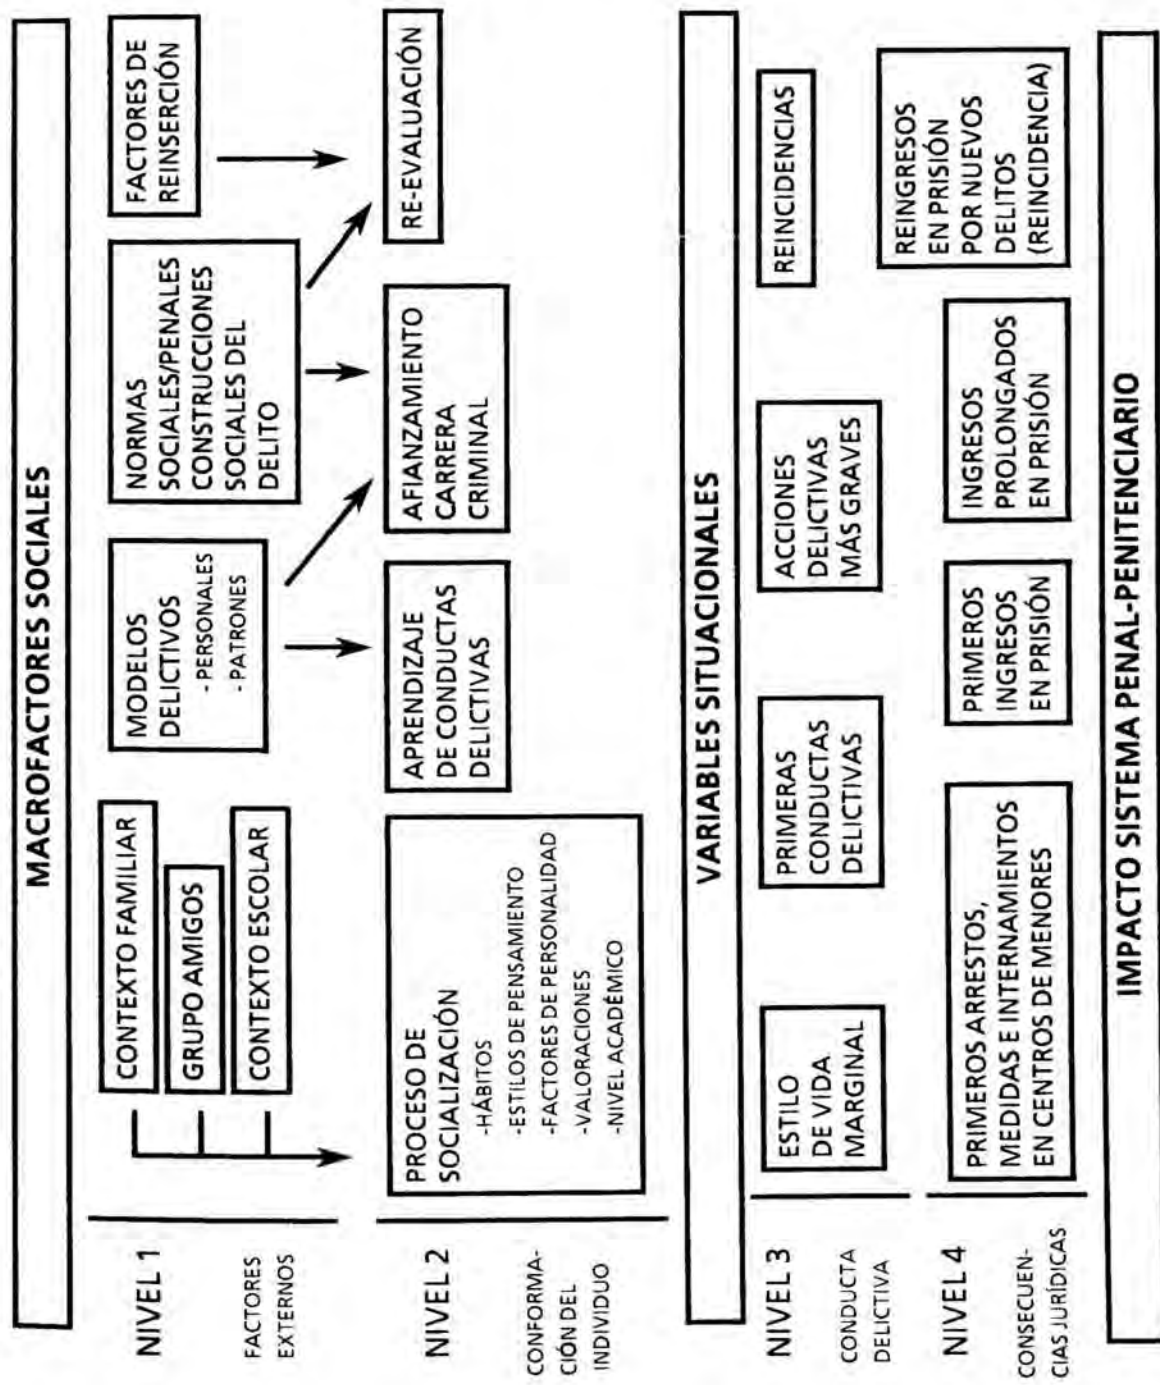 MACROFACTORES SOCIALES
NIVEL 1
FACTORES
EXTERNOS
CONTEXTO FAMILIAR
GRUPO AMIGOS
CONTEXTO ESCOLAR
MODELOS
DELICTIVOS
- PERSONALES
- PATRONES
NORMAS
SOCIALES/PENALES
CONSTRUCCIONES
SOCIALES DEL
DELITO
FACTORES DE
REINSERCIÓN
NIVEL 2
CONFORMA-
CIÓN DEL
INDIVIDUO
PROCESO DE
SOCIALIZACIÓN
-HÁBITOS
-ESTILOS DE PENSAMIENTO
-FACTORES DE PERSONALIDAD
-VALORACIONES
-NIVEL ACADÉMICO
APRENDIZAJE
DE CONDUCTAS
DELICTIVAS
AFIANZAMIENTO
CARRERA
CRIMINAL
RE-EVALUACIÓN
VARIABLES SITUACIONALES
NIVEL 3
CONDUCTA
DELICTIVA
ESTILO
DE VIDA
MARGINAL
PRIMERAS
CONDUCTAS
DELICTIVAS
ACCIONES
DELICTIVAS
MÁS GRAVES
REINCIDENCIAS
NIVEL 4
CONSECUEN-
CIAS JURÍDICAS
PRIMEROS ARRESTOS,
MEDIDAS E INTERNAMIENTOS
EN CENTROS DE MENORES
PRIMEROS
INGRESOS
EN PRISIÓN
INGRESOS
PROLONGADOS
EN PRISIÓN
REINGRESOS
EN PRISIÓN
POR NUEVOS
DELITOS
(REINCIDENCIA)
IMPACTO SISTEMA PENAL-PENITENCIARIO